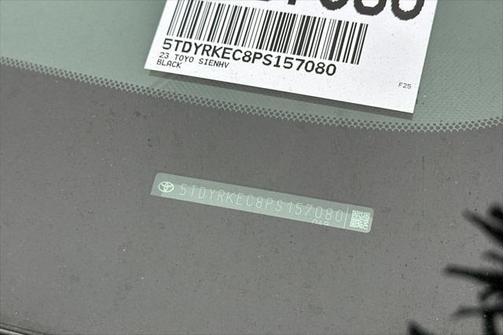 5TDYRKEC8PS157080
23 TOYO SIENHV
BLACK
F25
5TDYRKEC8PS157080